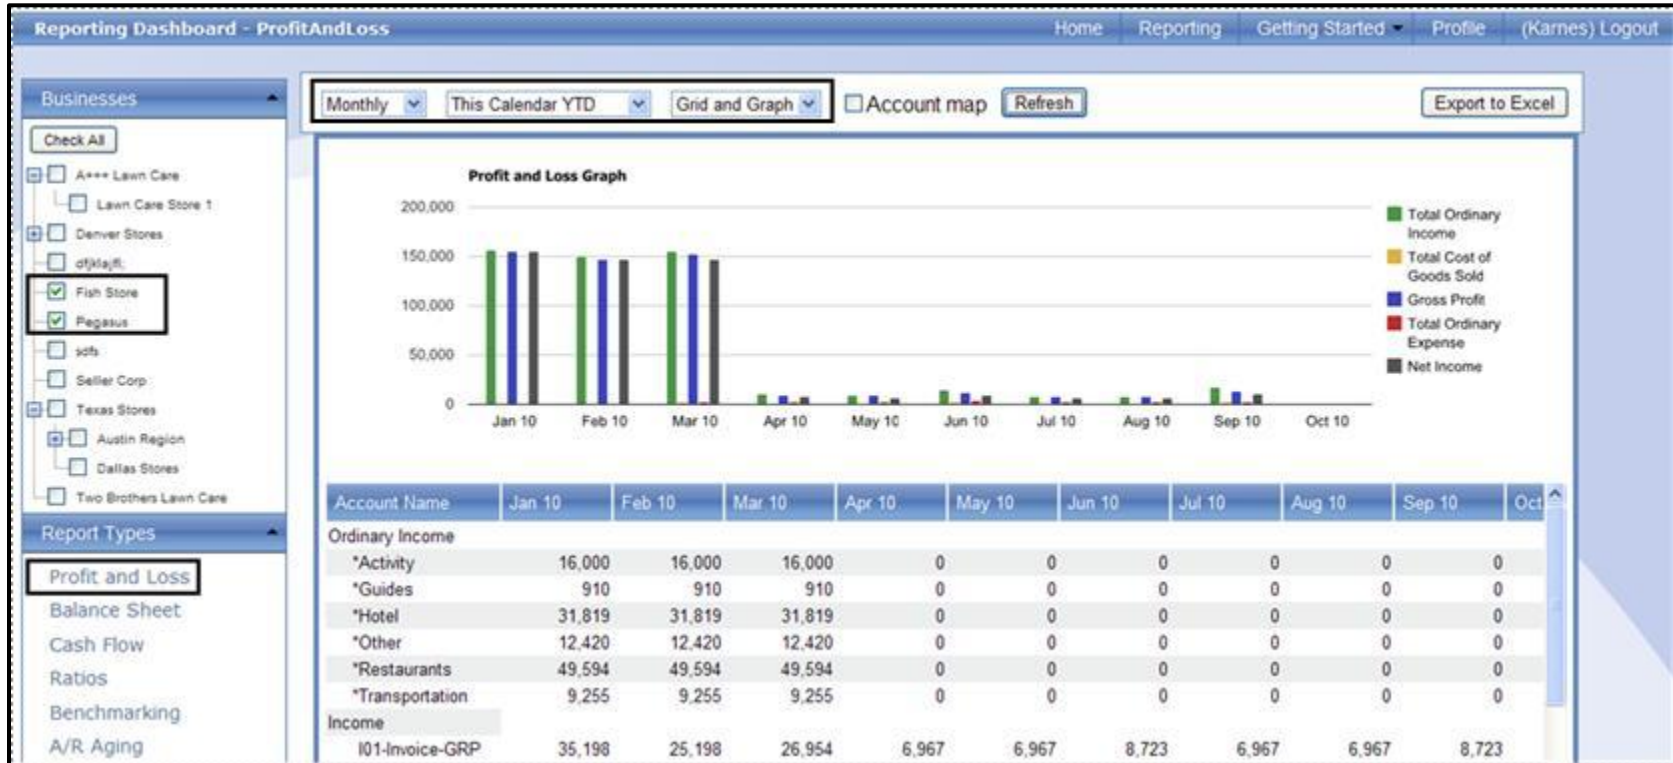 Reporting Dashboard - ProfitAndLoss Home Reporting Getting Started Profile (Karnes) Logout
Businesses
Check All
A+++ Lawn Care
Lawn Care Store 1
Denver Stores
Fish Store
Pegasus
sdfs
Seller Corp
Texas Stores
Austin Region
Dallas Stores
Two Brothers Lawn Care
Report Types
Profit and Loss
Balance Sheet
Cash Flow
Ratios
Benchmarking
A/R Aging
Monthly This Calendar YTD Grid and Graph Account map Refresh Export to Excel
Profit and Loss Graph
200,000
150,000
100,000
50,000
0
Jan 10 Feb 10 Mar 10 Apr 10 May 10 Jun 10 Jul 10 Aug 10 Sep 10 Oct 10
Total Ordinary
Income
Total Cost of
Goods Sold
Gross Profit
Total Ordinary
Expense
Net Income
Account Name Jan 10 Feb 10 Mar 10 Apr 10 May 10 Jun 10 Jul 10 Aug 10 Sep 10 Oct
Ordinary Income
*Activity 16,000 16,000 16,000 0 0 0 0 0 0
*Guides 910 910 910 0 0 0 0 0 0
*Hotel 31,819 31,819 31,819 0 0 0 0 0 0
*Other 12,420 12,420 12,420 0 0 0 0 0 0
*Restaurants 49,594 49,594 49,594 0 0 0 0 0 0
*Transportation 9,255 9,255 9,255 0 0 0 0 0 0
Income
I01-Invoice-GRP 35,198 25,198 26,954 6,967 6,967 8,723 6,967 6,967 8,723